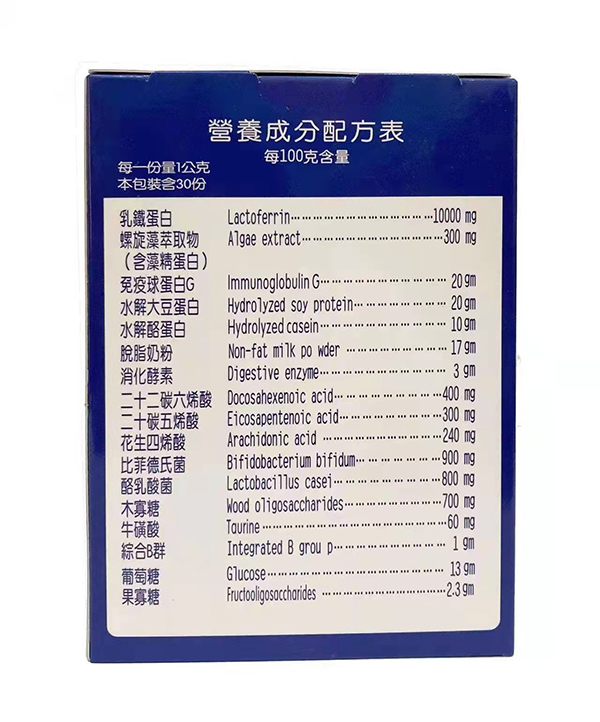 營養成分配方表
每100克含量
每一份量1公克
本包裝含30份
乳鐵蛋白 Lactoferrin 10000 mg
螺旋藻萃取物 Algae extract 300 mg
(含藻精蛋白)
免疫球蛋白G Immunoglobulin G 20 gm
水解大豆蛋白 Hydrolyzed soy protein 20 gm
水解酪蛋白 Hydrolyzed casein 10 gm
脫脂奶粉 Non-fat milk po wder 17 gm
消化酵素 Digestive enzyme 3 gm
二十二碳六烯酸 Docosahexenoic acid 400 mg
二十碳五烯酸 Eicosapentenoic acid 300 mg
花生四烯酸 Arachidonic acid 240 mg
比菲德氏菌 Bifidobacterium bifidum 900 mg
酪乳酸菌 Lactobacillus casei 800 mg
木寡糖 Wood oligosaccharides 700 mg
牛磺酸 Taurine 60 mg
綜合B群 Integrated B grou p 1 gm
葡萄糖 Glucose 13 gm
果寡糖 Fructooligosaccharides 2.3 gm